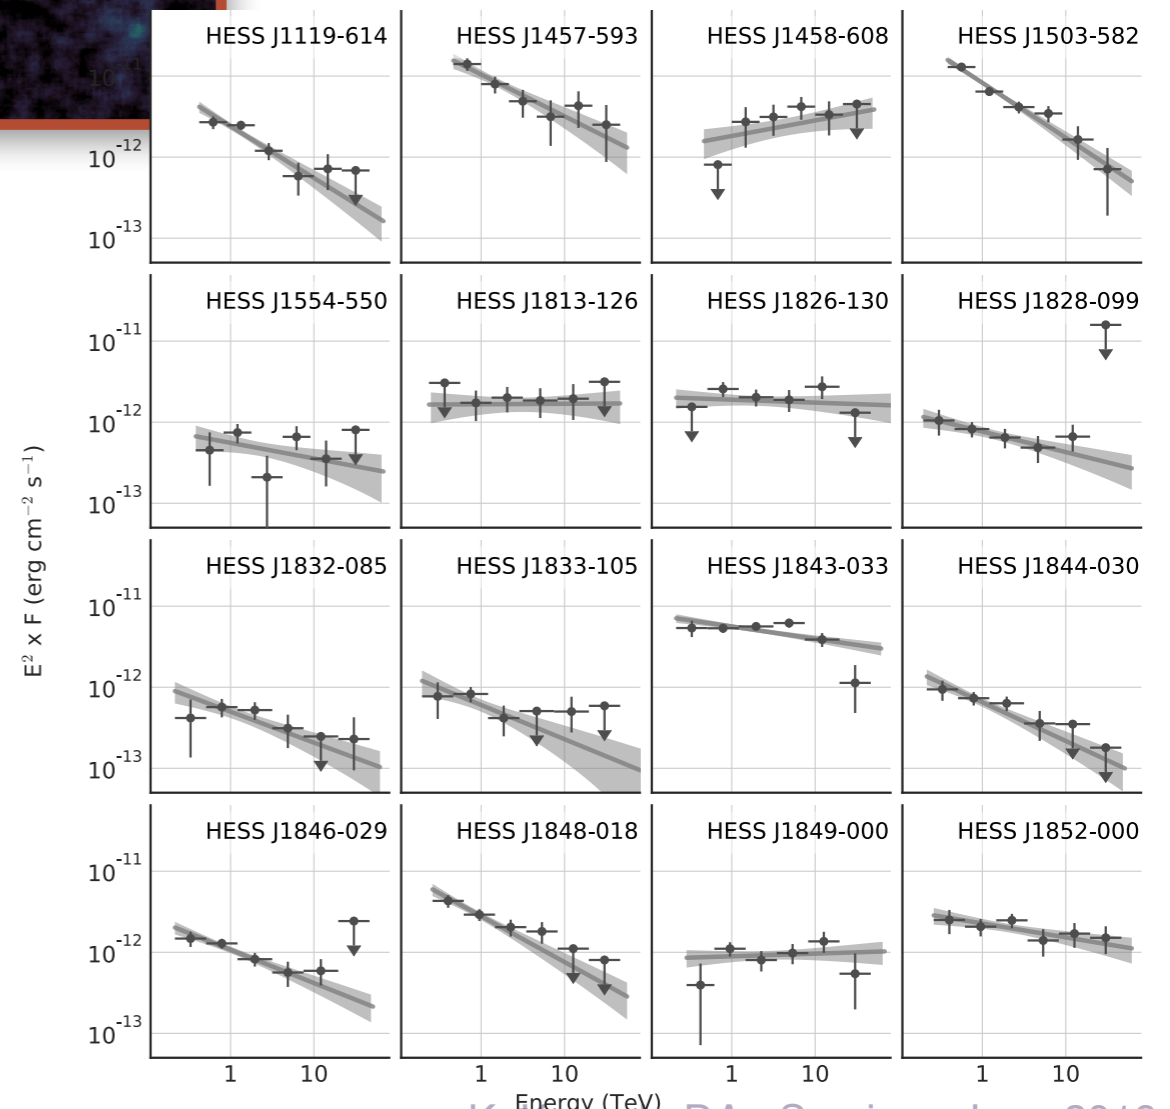 HESS J1119-614 HESS J1457-593 HESS J1458-608 HESS J1503-582
10⁻¹¹
10⁻¹²
10⁻¹³
HESS J1554-550 HESS J1813-126 HESS J1826-130 HESS J1828-099
10⁻¹¹
10⁻¹²
10⁻¹³
E² x F (erg cm⁻² s⁻¹)
HESS J1832-085 HESS J1833-105 HESS J1843-033 HESS J1844-030
10⁻¹¹
10⁻¹²
10⁻¹³
HESS J1846-029 HESS J1848-018 HESS J1849-000 HESS J1852-000
10⁻¹¹
10⁻¹²
10⁻¹³
1 10 1 10 1 10 1 10
Energy (TeV)